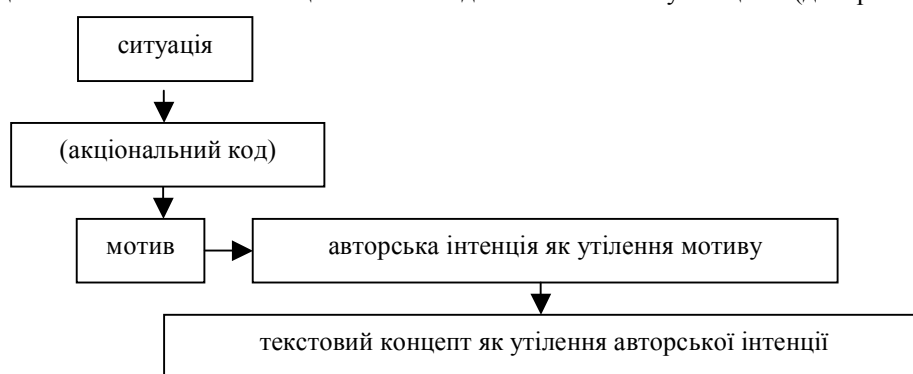 ситуація
(акціональний код)
мотив
авторська інтенція як утілення мотиву
текстовий концепт як утілення авторської інтенції